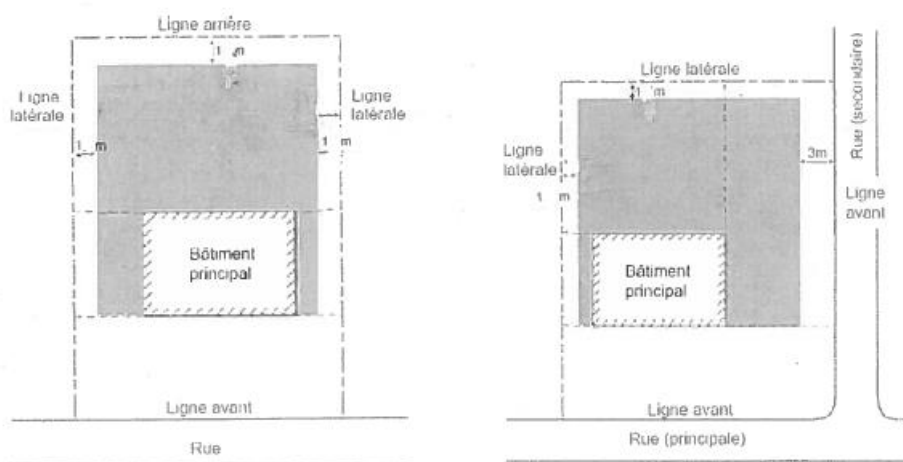 Ligne arrière
1 m
Ligne
latérale
Ligne
latérale
1 m
1 m
Bâtiment
principal
Ligne avant
Rue
Ligne latérale
1 m
Rue (secondaire)
3m
Ligne
latérale
1 m
Ligne
avant
Bâtiment
principal
Ligne avant
Rue (principale)